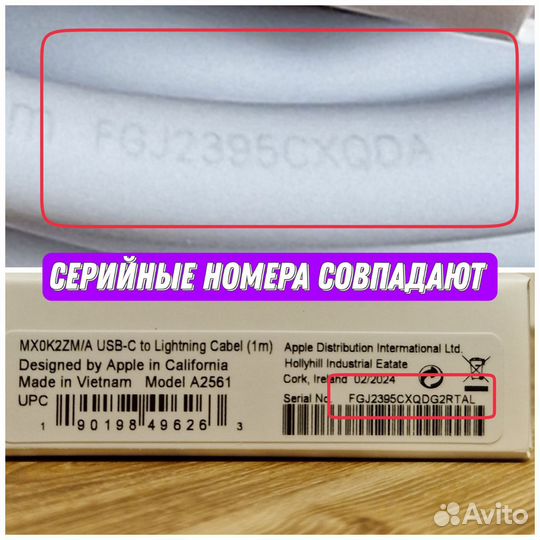 m FGJ2395CXQDA
СЕРИЙНЫЕ НОМЕРА СОВПАДАЮТ
MX0K2ZM/A USB-C to Lightning Cabel (1m)
Designed by Apple in California
Made in Vietnam Model A2561
UPC
1 90198 49626 3
Apple Distribution International Ltd.
Hollyhill Industrial Eatate
Cork, Ireland 02/2024
Serial No. FGJ2395CXQDG2RTAL
Avito